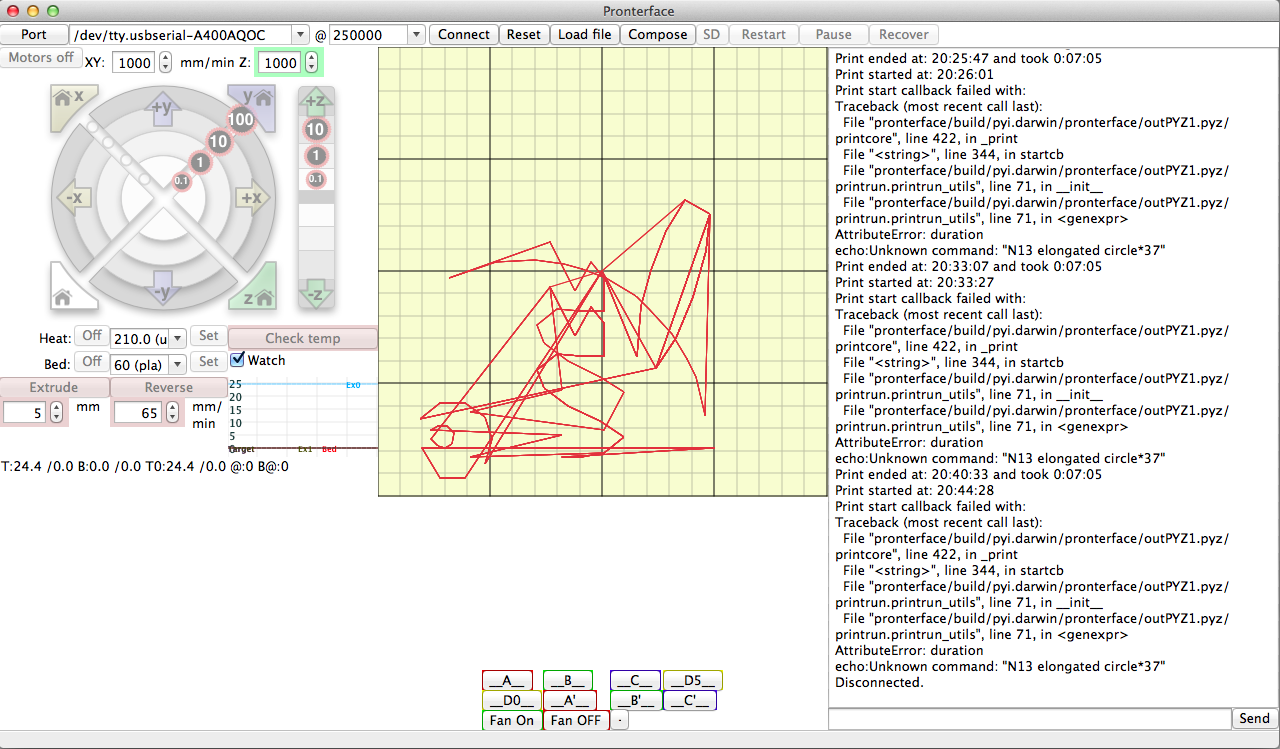 Pronterface
Port /dev/tty.usbserial-A400AQOC @ 250000 Connect Reset Load file Compose SD Restart Pause Recover
Motors off XY: 1000 mm/min Z: 1000
x +y y 100 +z
10 10
1 1
0.1 0.1
-x +x
-y z -z
Heat: Off 210.0 (u Set Check temp
Bed: Off 60 (pla) Set Watch
Extrude Reverse
5 mm 65 mm/
min
25 Ex0
20
15
10
5
Ex1 Bed
T:24.4 /0.0 B:0.0 /0.0 T0:24.4 /0.0 @:0 B@:0
__A__ __B__ __C__ __D5__
__D0__ __A'__ __B'__ __C'__
Fan On Fan OFF .
Print ended at: 20:25:47 and took 0:07:05
Print started at: 20:26:01
Print start callback failed with:
Traceback (most recent call last):
File "pronterface/build/pyi.darwin/pronterface/outPYZ1.pyz/
printcore", line 422, in _print
File "<string>", line 344, in startcb
File "pronterface/build/pyi.darwin/pronterface/outPYZ1.pyz/
printrun.printrun_utils", line 71, in __init__
File "pronterface/build/pyi.darwin/pronterface/outPYZ1.pyz/
printrun.printrun_utils", line 71, in <genexpr>
AttributeError: duration
echo:Unknown command: "N13 elongated circle*37"
Print ended at: 20:33:07 and took 0:07:05
Print started at: 20:33:27
Print start callback failed with:
Traceback (most recent call last):
File "pronterface/build/pyi.darwin/pronterface/outPYZ1.pyz/
printcore", line 422, in _print
File "<string>", line 344, in startcb
File "pronterface/build/pyi.darwin/pronterface/outPYZ1.pyz/
printrun.printrun_utils", line 71, in __init__
File "pronterface/build/pyi.darwin/pronterface/outPYZ1.pyz/
printrun.printrun_utils", line 71, in <genexpr>
AttributeError: duration
echo:Unknown command: "N13 elongated circle*37"
Print ended at: 20:40:33 and took 0:07:05
Print started at: 20:44:28
Print start callback failed with:
Traceback (most recent call last):
File "pronterface/build/pyi.darwin/pronterface/outPYZ1.pyz/
printcore", line 422, in _print
File "<string>", line 344, in startcb
File "pronterface/build/pyi.darwin/pronterface/outPYZ1.pyz/
printrun.printrun_utils", line 71, in __init__
File "pronterface/build/pyi.darwin/pronterface/outPYZ1.pyz/
printrun.printrun_utils", line 71, in <genexpr>
AttributeError: duration
echo:Unknown command: "N13 elongated circle*37"
Disconnected.
Send